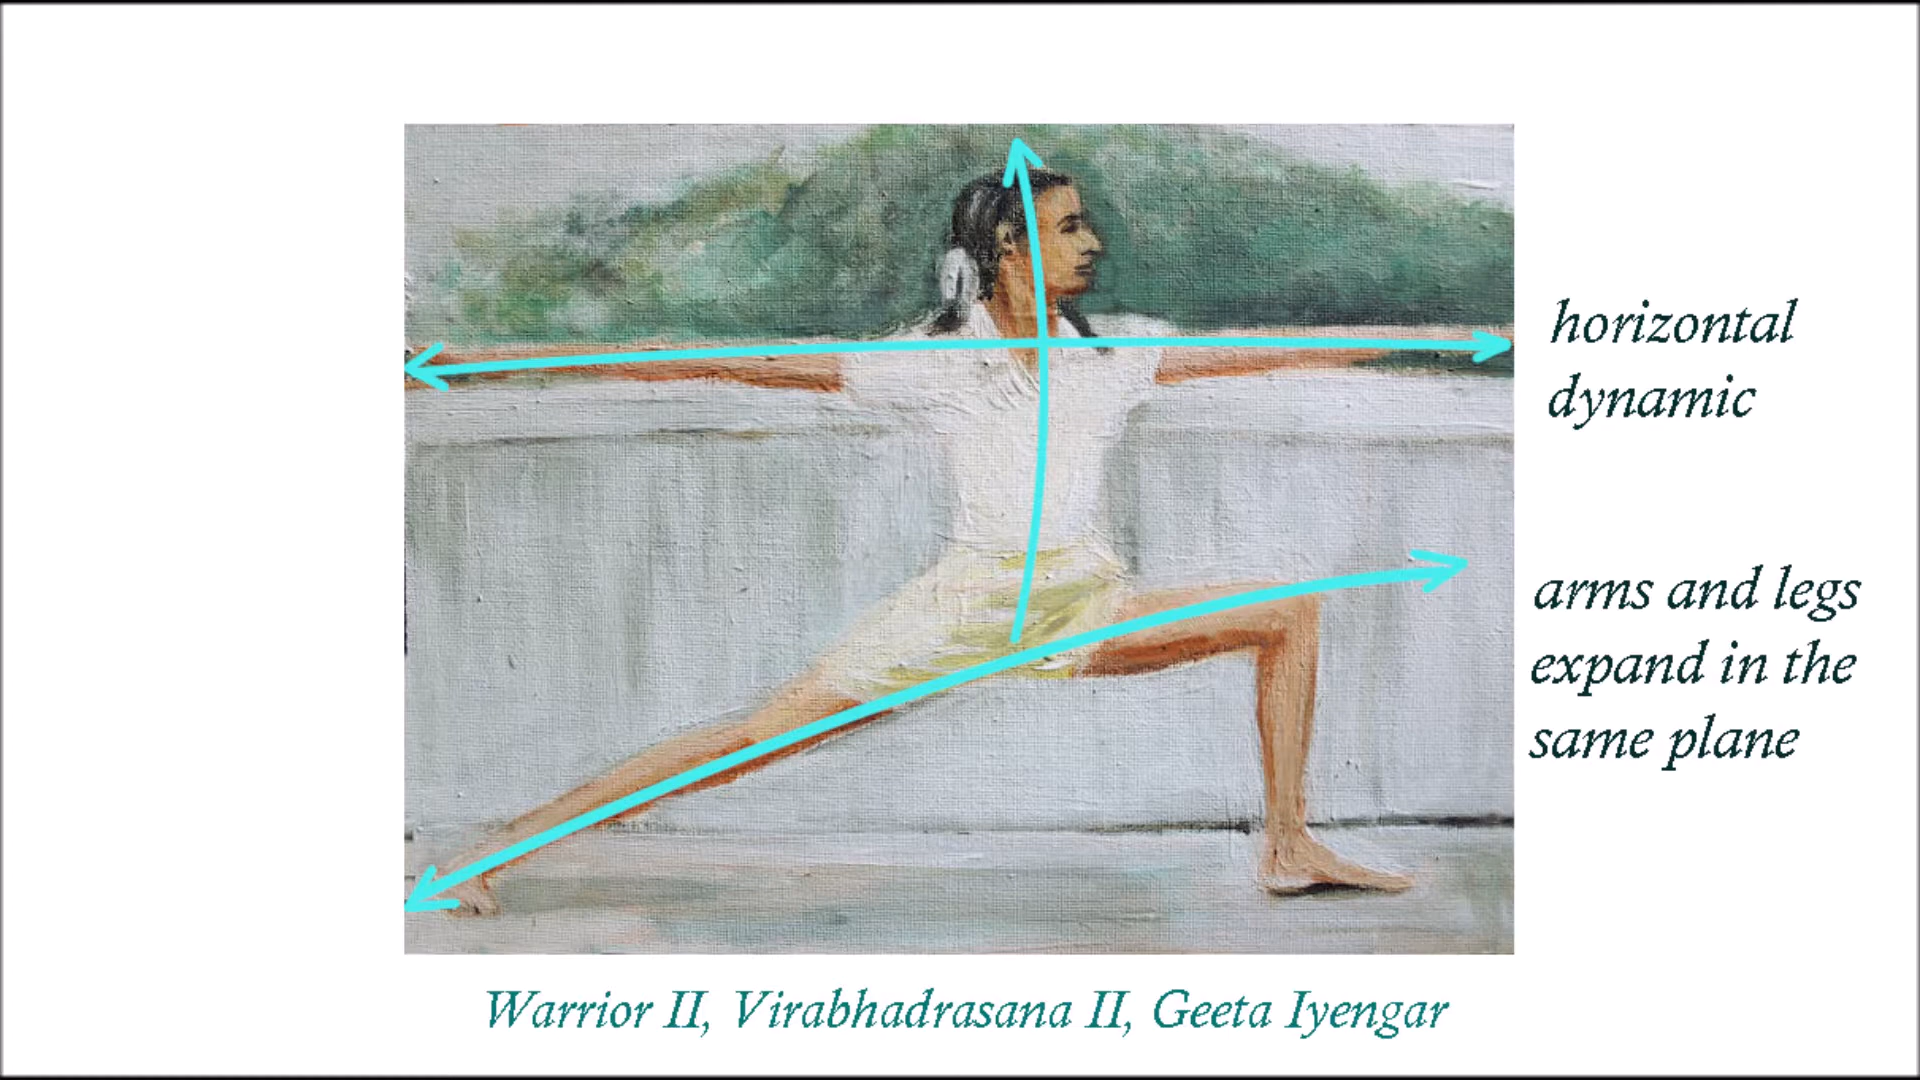 horizontal
dynamic
arms and legs
expand in the
same plane
Warrior II, Virabhadrasana II, Geeta Iyengar